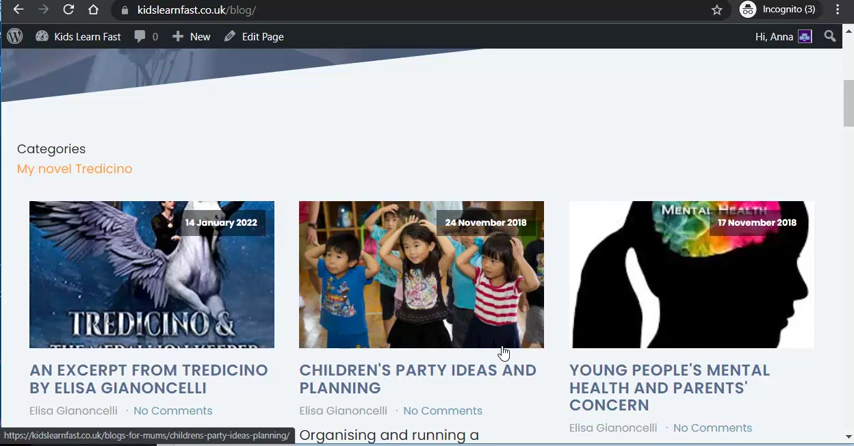 kidslearnfast.co.uk/blog/
Incognito (3)
Kids Learn Fast
0
New
Edit Page
Hi, Anna
Categories
My novel Tredicino
14 January 2022
TREDICINO &
THE MEDALLION KEEPER
24 November 2018
MENTAL HEALTH
17 November 2018
AN EXCERPT FROM TREDICINO
BY ELISA GIANONCELLI
Elisa Gianoncelli · No Comments
CHILDREN'S PARTY IDEAS AND
PLANNING
Elisa Gianoncelli · No Comments
Organising and running a
YOUNG PEOPLE'S MENTAL
HEALTH AND PARENTS'
CONCERN
Elisa Gianoncelli · No Comments
https://kidslearnfast.co.uk/blogs-for-mums/childrens-party-ideas-planning/